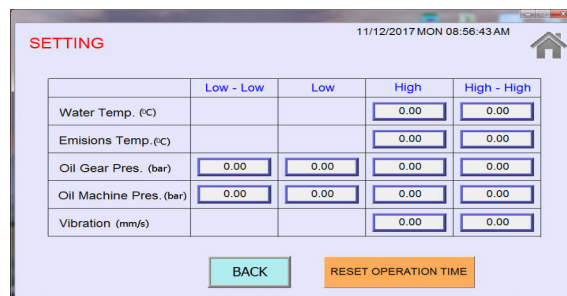 11/12/2017 MON 08:56:43 AM
SETTING
Low - Low Low High High - High
Water Temp. (ºC) 0.00 0.00
Emisions Temp.(ºC) 0.00 0.00
Oil Gear Pres. (bar) 0.00 0.00 0.00 0.00
Oil Machine Pres.(bar) 0.00 0.00 0.00 0.00
Vibration (mm/s) 0.00 0.00
BACK RESET OPERATION TIME